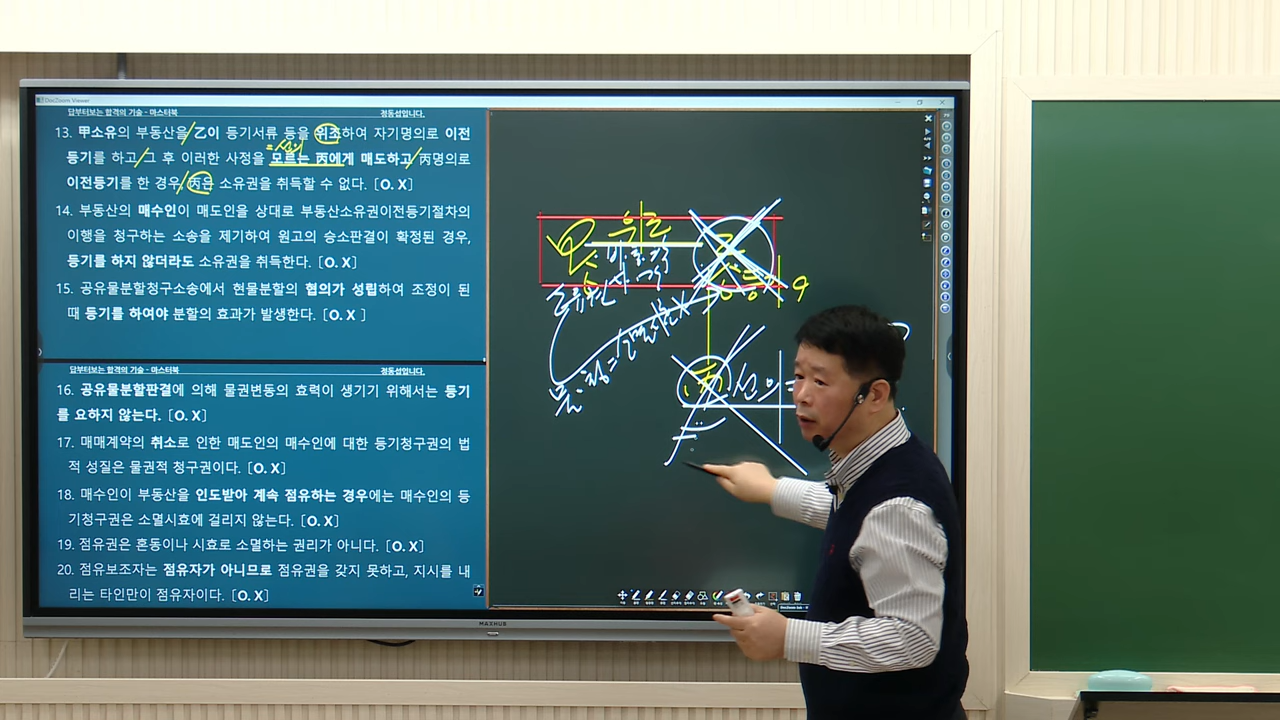 DocZoom Viewer
답부터보는 합격의 기술 - 마스터북
정동섭입니다.
13. 甲소유의 부동산을 乙이 등기서류 등을 위조하여 자기명의로 이전
=선의
등기를 하고 그 후 이러한 사정을 모르는 丙에게 매도하고 丙명의로
이전등기를 한 경우 丙은 소유권을 취득할 수 없다. [O. X]
14. 부동산의 매수인이 매도인을 상대로 부동산소유권이전등기절차의
이행을 청구하는 소송을 제기하여 원고의 승소판결이 확정된 경우,
등기를 하지 않더라도 소유권을 취득한다. [O. X]
15. 공유물분할청구소송에서 현물분할의 협의가 성립하여 조정이 된
때 등기를 하여야 분할의 효과가 발생한다. [O. X ]
답부터보는 합격의 기술 - 마스터북
정동섭입니다.
16. 공유물분할판결에 의해 물권변동의 효력이 생기기 위해서는 등기
를 요하지 않는다. [O. X]
17. 매매계약의 취소로 인한 매도인의 매수인에 대한 등기청구권의 법
적 성질은 물권적 청구권이다. [O. X]
18. 매수인이 부동산을 인도받아 계속 점유하는 경우에는 매수인의 등
기청구권은 소멸시효에 걸리지 않는다. [O. X]
19. 점유권은 혼동이나 시효로 소멸하는 권리가 아니다. [O. X]
20. 점유보조자는 점유자가 아니므로 점유권을 갖지 못하고, 지시를 내
리는 타인만이 점유자이다. [O. X]
甲
위조
乙
소유권
丙
선의
MAXHUB